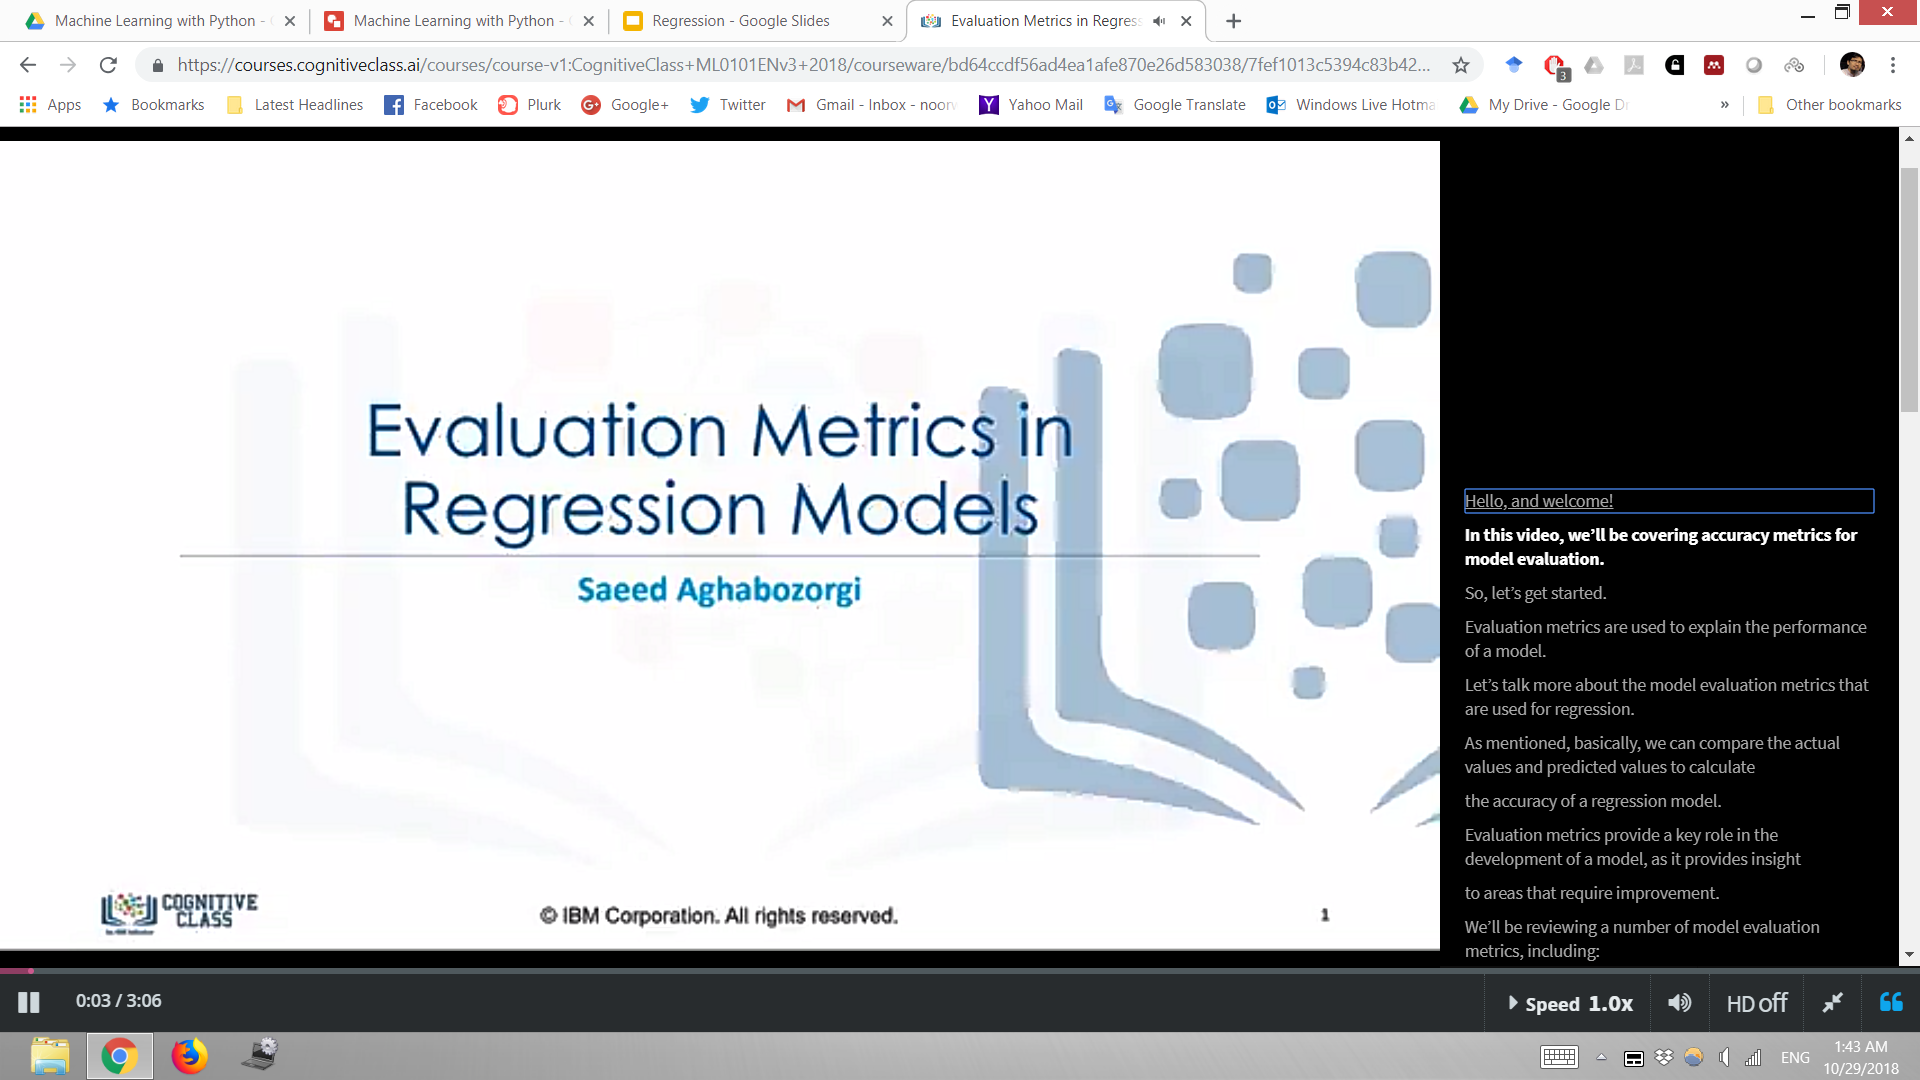 Machine Learning with Python -
Machine Learning with Python -
Regression - Google Slides
Evaluation Metrics in Regres
https://courses.cognitiveclass.ai/courses/course-v1:CognitiveClass+ML0101ENv3+2018/courseware/bd64ccdf56ad4ea1afe870e26d583038/7fef1013c5394c83b42...
3
Apps
Bookmarks
Latest Headlines
Facebook
Plurk
Google+
Twitter
Gmail - Inbox - noor
Yahoo Mail
Google Translate
Windows Live Hotma
My Drive - Google D
»
Other bookmarks
Evaluation Metrics in
Regression Models
Saeed Aghabozorgi
COGNITIVE
CLASS
© IBM Corporation. All rights reserved.
1
Hello, and welcome!
In this video, we’ll be covering accuracy metrics for
model evaluation.
So, let’s get started.
Evaluation metrics are used to explain the performance
of a model.
Let’s talk more about the model evaluation metrics that
are used for regression.
As mentioned, basically, we can compare the actual
values and predicted values to calculate
the accuracy of a regression model.
Evaluation metrics provide a key role in the
development of a model, as it provides insight
to areas that require improvement.
We’ll be reviewing a number of model evaluation
metrics, including:
0:03 / 3:06
Speed 1.0x
HD off
ENG
1:43 AM
10/29/2018